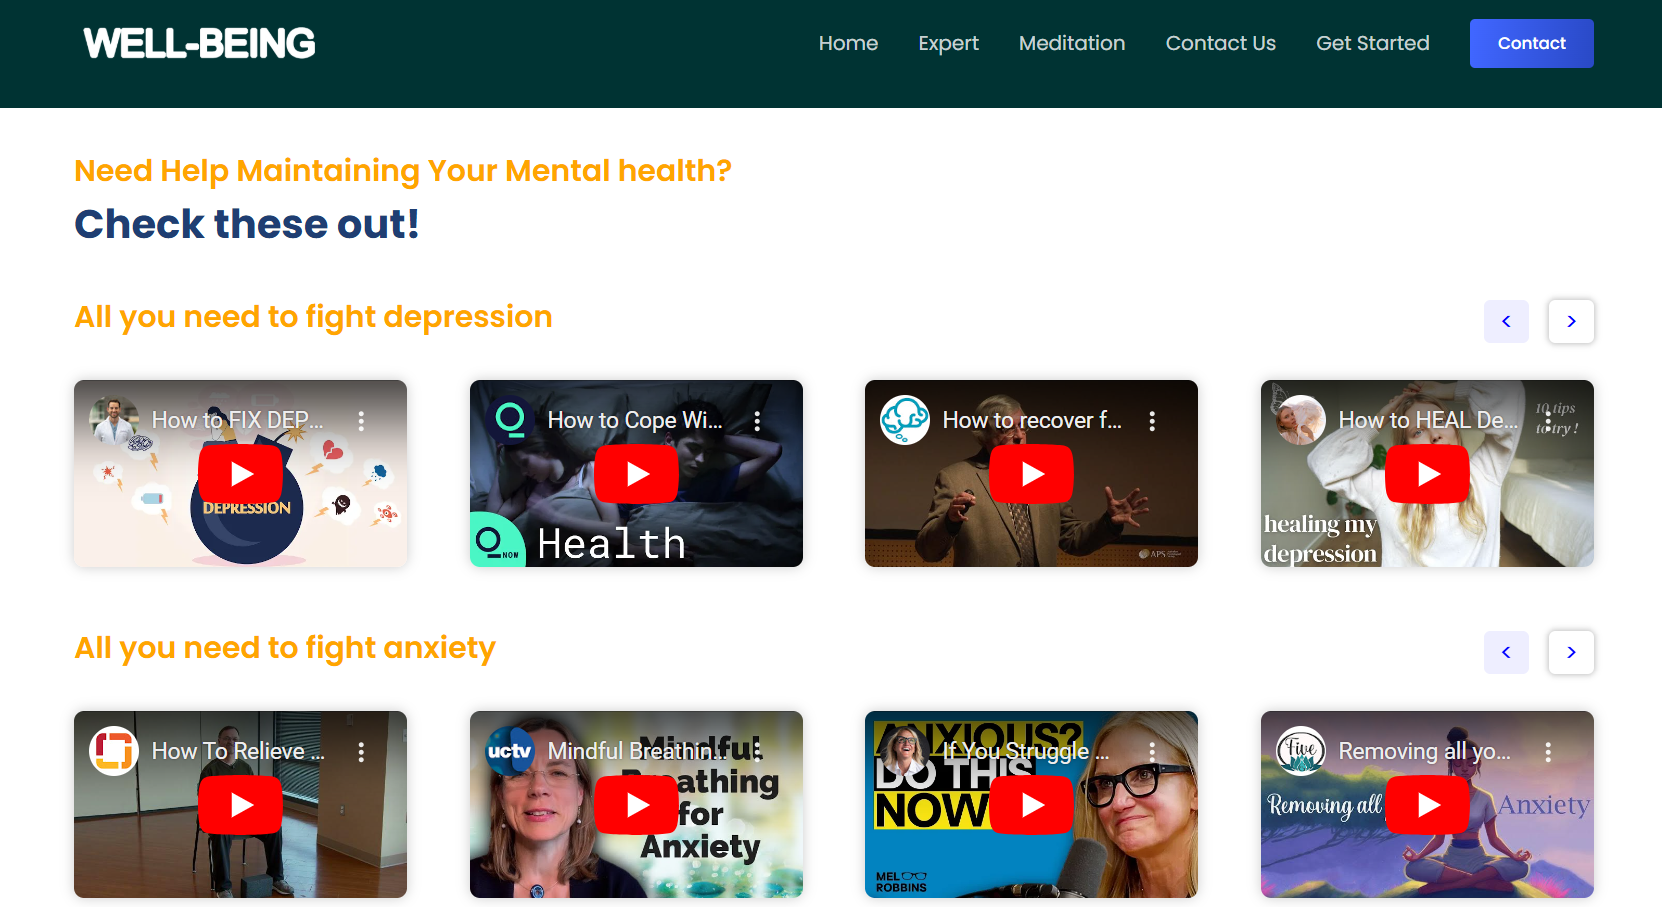 WELL-BEING
Home Expert Meditation Contact Us Get Started Contact
Need Help Maintaining Your Mental health?
Check these out!
All you need to fight depression
< >
How to FIX DEP...
DEPRESSION
How to Cope Wi...
NOW
Health
How to recover f...
APS
How to HEAL De...
10 tips
to try !
healing my
depression
All you need to fight anxiety
< >
How To Relieve ...
uctv
Mindful Breathin...
Mindful
Breathing
for
Anxiety
If You Struggle ...
ANXIOUS?
DO THIS
NOW
MEL
ROBBINS
Five
Removing all yo...
Removing all
Anxiety